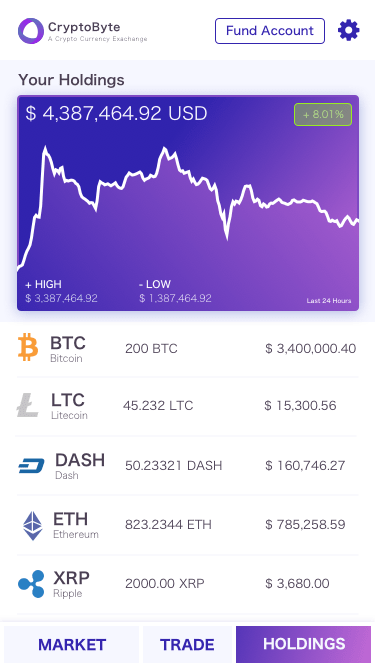 CryptoByte
A Crypto Currency Exachange
Fund Account
Your Holdings
$ 4,387,464.92 USD
+ 8.01%
+ HIGH
$ 3,387,464.92
- LOW
$ 1,387,464.92
Last 24 Hours
BTC
Bitcoin
200 BTC
$ 3,400,000.40
LTC
Litecoin
45.232 LTC
$ 15,300.56
DASH
Dash
50.23321 DASH
$ 160,746.27
ETH
Ethereum
823.2344 ETH
$ 785,258.59
XRP
Ripple
2000.00 XRP
$ 3,680.00
MARKET
TRADE
HOLDINGS